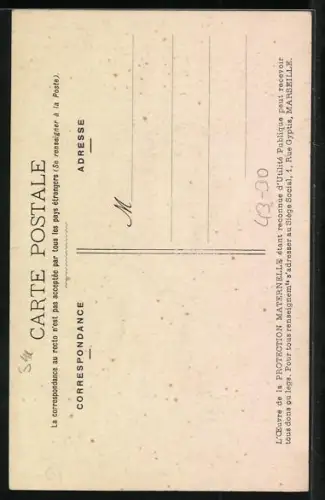 CARTE POSTALE
La correspondance au recto n'est pas acceptée par tous les pays étrangers (Se renseigner à la Poste).
CORRESPONDANCE
ADRESSE
M
43-30
L'Œuvre de la PROTECTION MATERNELLE étant reconnue d'Utilité Publique peut recevoir
tous dons ou legs. Pour tous renseignemts s'adresser au Siège Social, 1, Rue Gyptis, MARSEILLE.